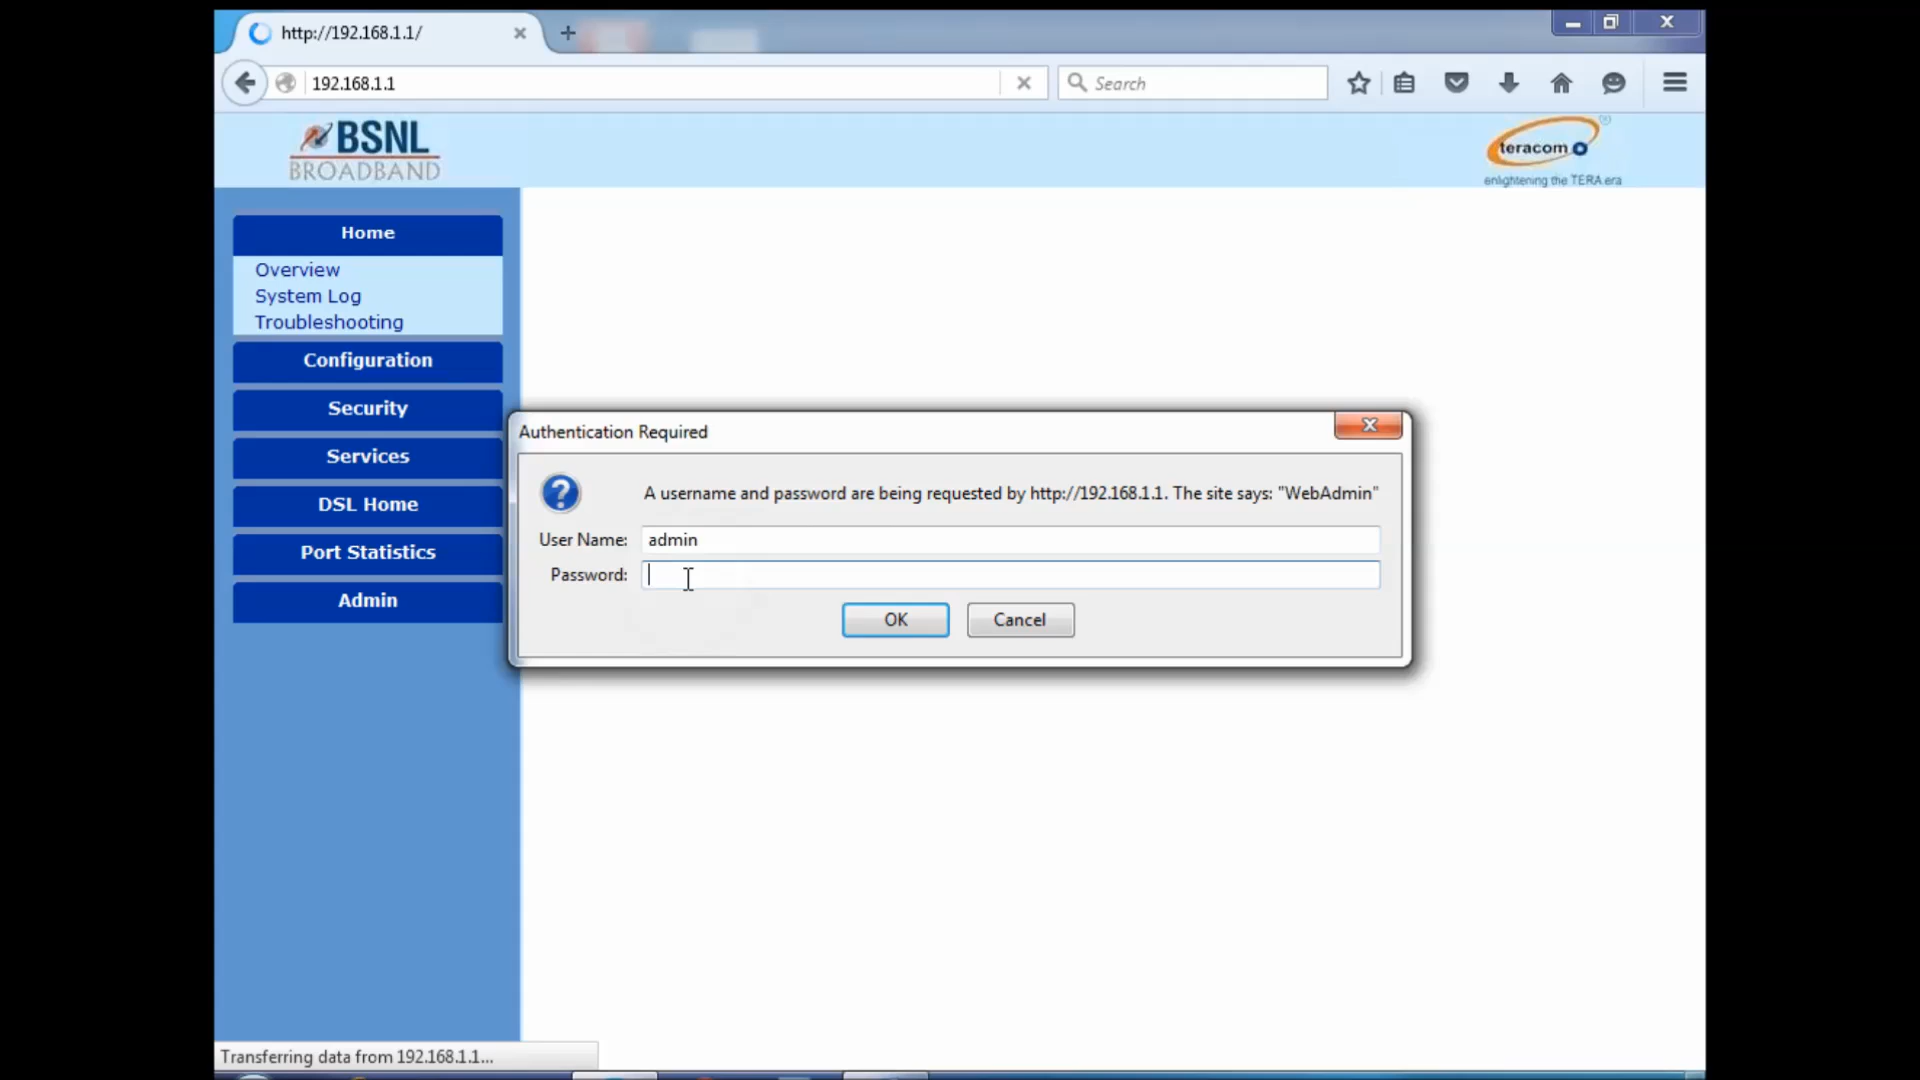 http://192.168.1.1/
192.168.1.1
Search
BSNL
BROADBAND
teracom
®
enlightening the TERA era
Home
Overview
System Log
Troubleshooting
Configuration
Security
Services
DSL Home
Port Statistics
Admin
Authentication Required
A username and password are being requested by http://192.168.1.1. The site says: "WebAdmin"
User Name: admin
Password:
OK Cancel
Transferring data from 192.168.1.1...